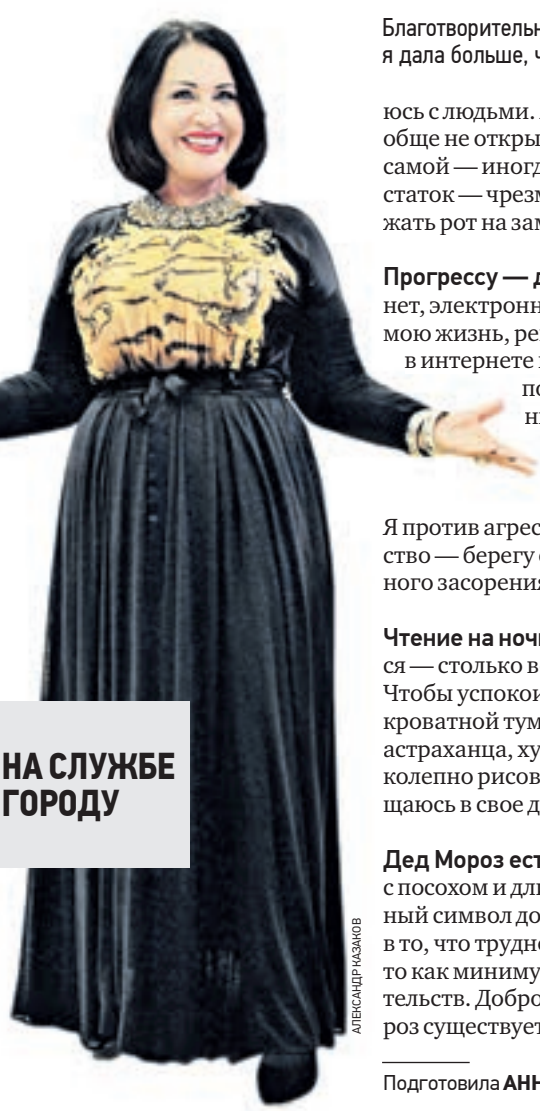 НА СЛУЖБЕ
ГОРОДУ
АЛЕКСАНДР КАЗАКОВ
Благотворительн
я дала больше, ч
юсь с людьми.
обще не откры
самой — иногд
статок — чрезм
жать рот на зам
Прогрессу — д
нет, электронн
мою жизнь, ре
в интернете
по
ни
Я против агрес
ство — берегу
ного засорения
Чтение на ночь
ся — столько в
Чтобы успокои
кроватной тум
астраханца, ху
колепно рисов
щаюсь в свое д
Дед Мороз ест
с посохом и дли
ный символ до
в то, что трудно
то как миниму
тельств. Добро
роз существует
Подготовила АНН